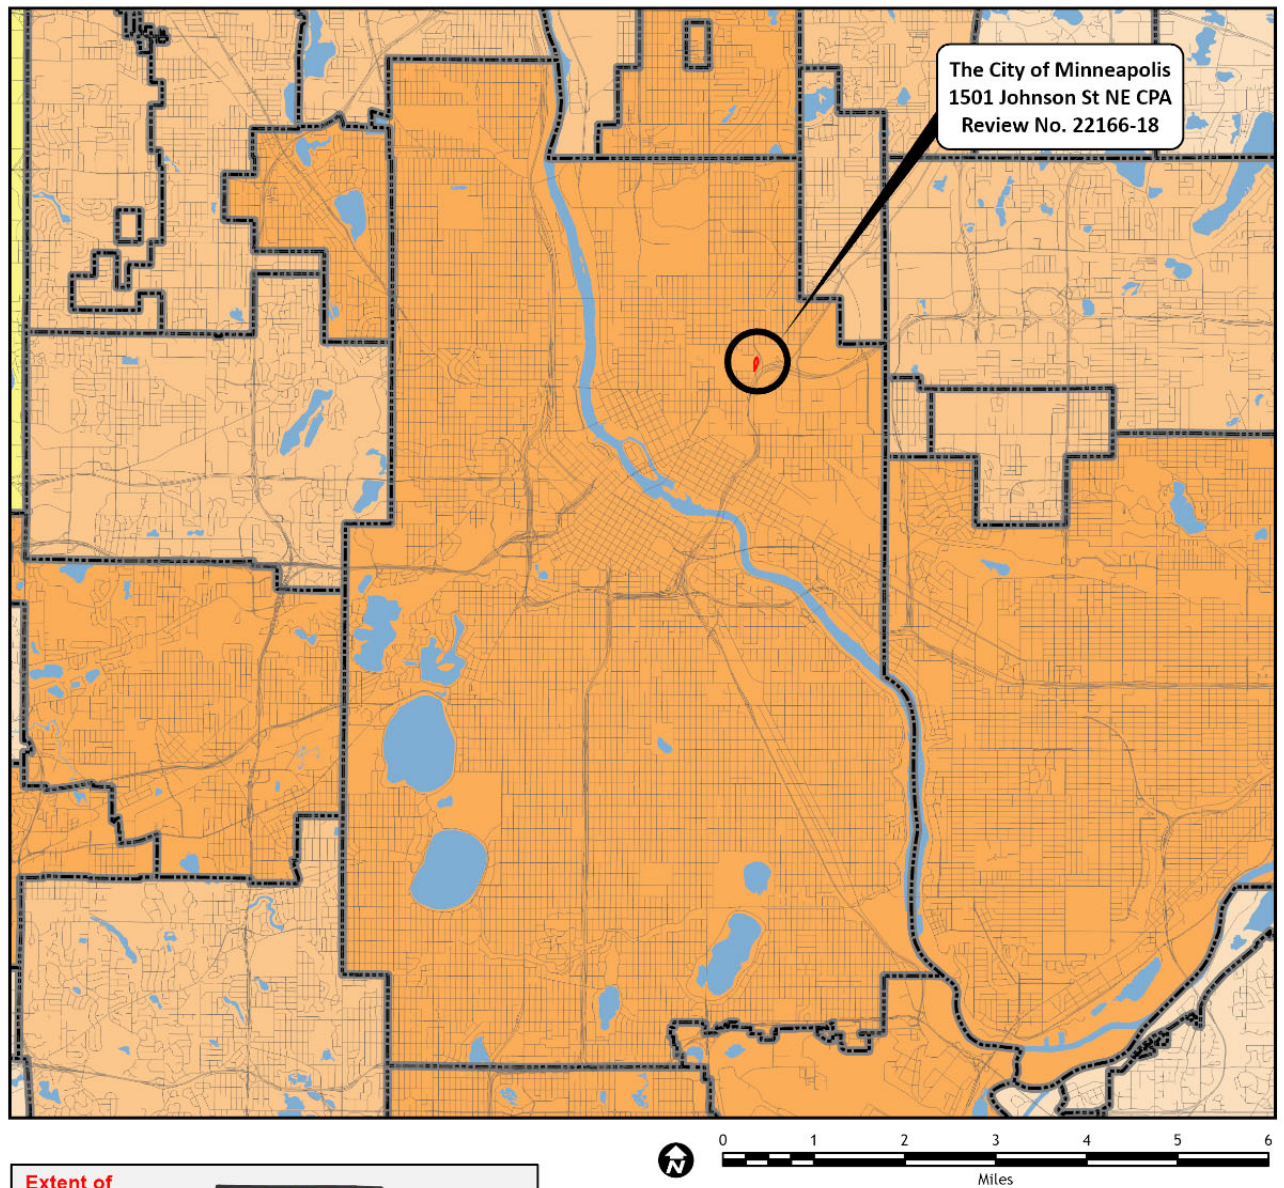 The City of Minneapolis
1501 Johnson St NE CPA
Review No. 22166-18
N
0 1 2 3 4 5 6
Miles
Extent of